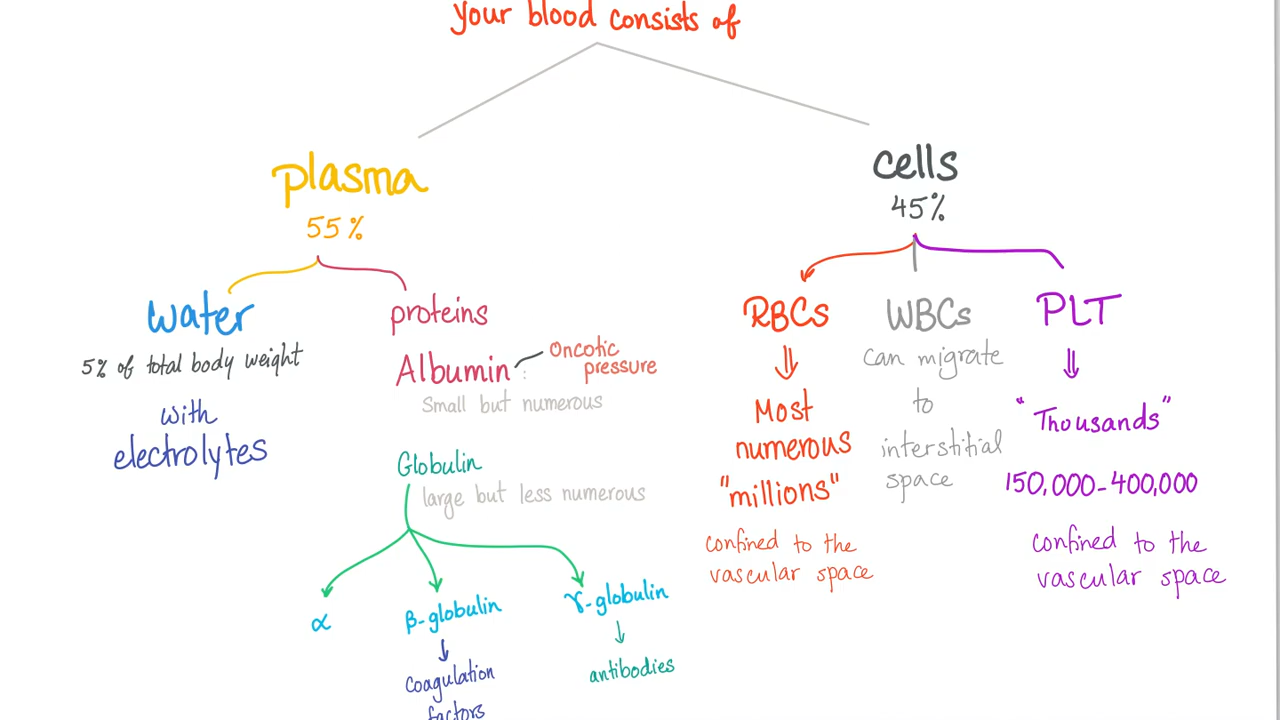 your blood consists of
plasma
55%
water
5% of total body weight
with
electrolytes
proteins
Albumin
Oncotic
pressure
Small but numerous
Globulin
large but less numerous
α
β-globulin
Coagulation
factors
γ-globulin
antibodies
cells
45%
RBCs
Most
numerous
"millions"
confined to the
vascular space
WBCs
Can migrate
to
interstitial
space
PLT
"Thousands"
150,000-400,000
confined to the
vascular space